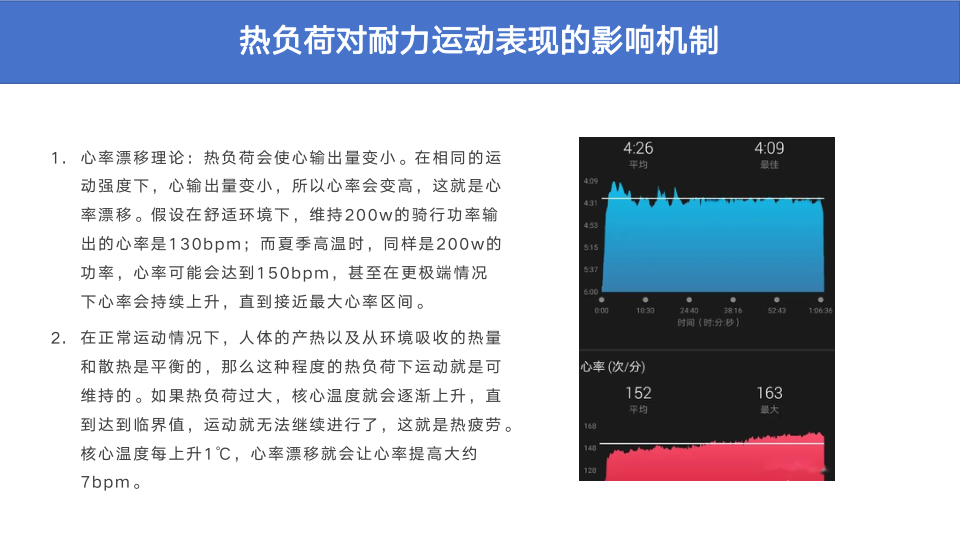 热负荷对耐力运动表现的影响机制
1. 心率漂移理论：热负荷会使心输出量变小。在相同的运
动强度下，心输出量变小，所以心率会变高，这就是心
率漂移。假设在舒适环境下，维持200w的骑行功率输
出的心率是130bpm；而夏季高温时，同样是200w的
功率，心率可能会达到150bpm，甚至在更极端情况
下心率会持续上升，直到接近最大心率区间。
2. 在正常运动情况下，人体的产热以及从环境吸收的热量
和散热是平衡的，那么这种程度的热负荷下运动就是可
维持的。如果热负荷过大，核心温度就会逐渐上升，直
到达到临界值，运动就无法继续进行了，这就是热疲劳。
核心温度每上升1℃，心率漂移就会让心率提高大约
7bpm。
4:26 4:09
平均 最佳
4:09
4:31
4:53
5:15
5:37
6:00
0:00 10:30 24:40 38:16 52:43 1:06:36
时间（时:分:秒）
心率 (次/分)
152 163
平均 最大
168
148
128